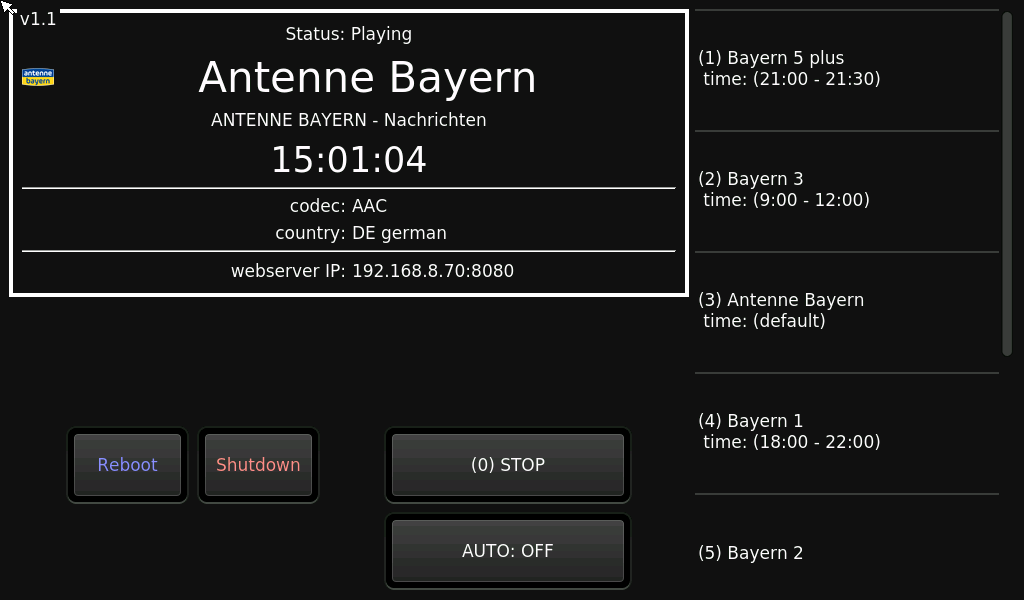 v1.1
Status: Playing
antenne
bayern
Antenne Bayern
ANTENNE BAYERN - Nachrichten
15:01:04
codec: AAC
country: DE german
webserver IP: 192.168.8.70:8080
Reboot
Shutdown
(0) STOP
AUTO: OFF
(1) Bayern 5 plus
time: (21:00 - 21:30)
(2) Bayern 3
time: (9:00 - 12:00)
(3) Antenne Bayern
time: (default)
(4) Bayern 1
time: (18:00 - 22:00)
(5) Bayern 2